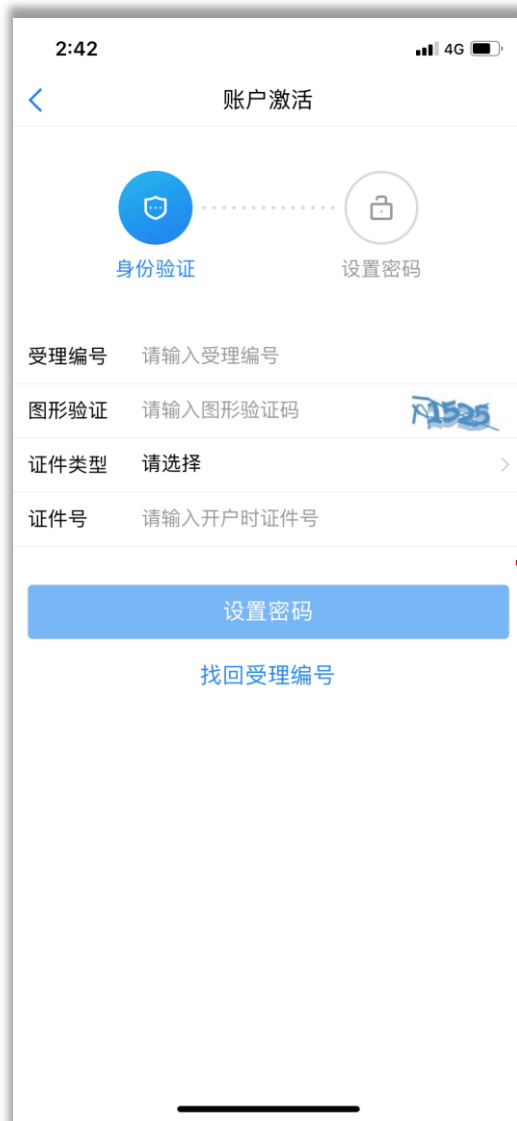 2:42
4G
账户激活
身份验证
设置密码
受理编号 请输入受理编号
图形验证 请输入图形验证码
证件类型 请选择
证件号 请输入开户时证件号
设置密码
找回受理编号